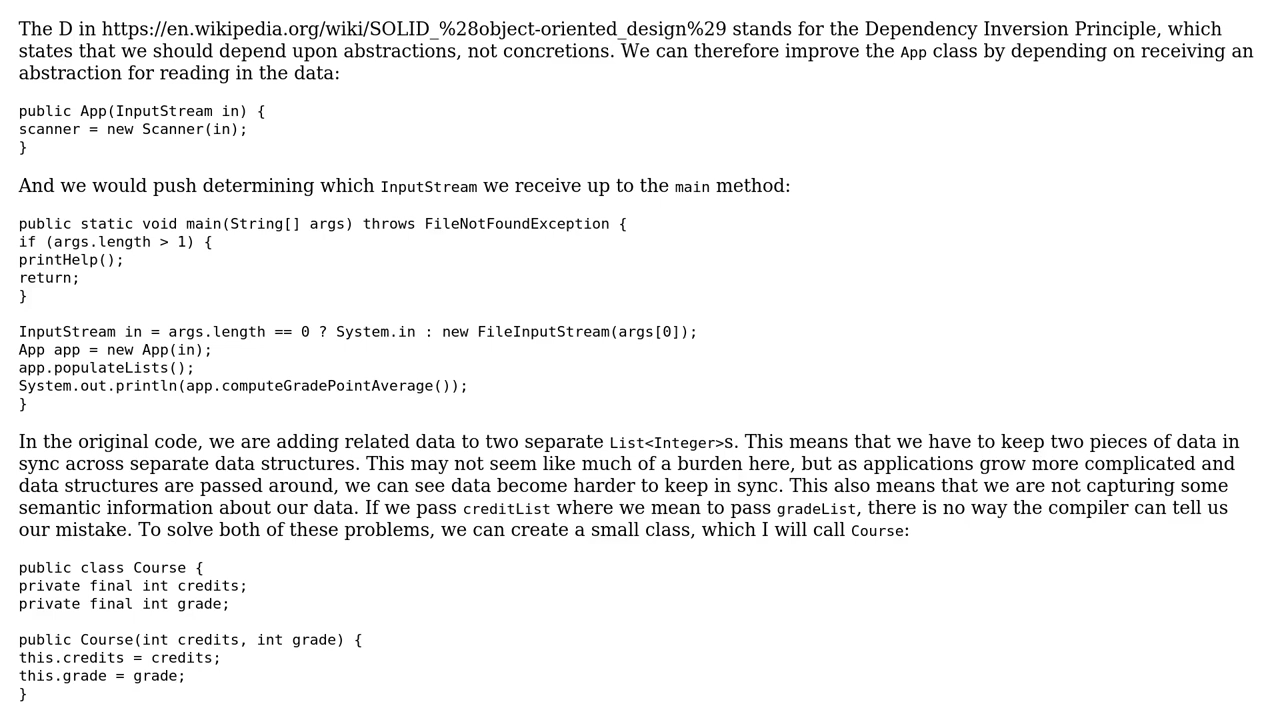 The D in https://en.wikipedia.org/wiki/SOLID_%28object-oriented_design%29 stands for the Dependency Inversion Principle, which
states that we should depend upon abstractions, not concretions. We can therefore improve the App class by depending on receiving an
abstraction for reading in the data:
public App(InputStream in) {
scanner = new Scanner(in);
}
And we would push determining which InputStream we receive up to the main method:
public static void main(String[] args) throws FileNotFoundException {
if (args.length > 1) {
printHelp();
return;
}
InputStream in = args.length == 0 ? System.in : new FileInputStream(args[0]);
App app = new App(in);
app.populateLists();
System.out.println(app.computeGradePointAverage());
}
In the original code, we are adding related data to two separate List<Integer>s. This means that we have to keep two pieces of data in
sync across separate data structures. This may not seem like much of a burden here, but as applications grow more complicated and
data structures are passed around, we can see data become harder to keep in sync. This also means that we are not capturing some
semantic information about our data. If we pass creditList where we mean to pass gradeList, there is no way the compiler can tell us
our mistake. To solve both of these problems, we can create a small class, which I will call Course:
public class Course {
private final int credits;
private final int grade;
public Course(int credits, int grade) {
this.credits = credits;
this.grade = grade;
}